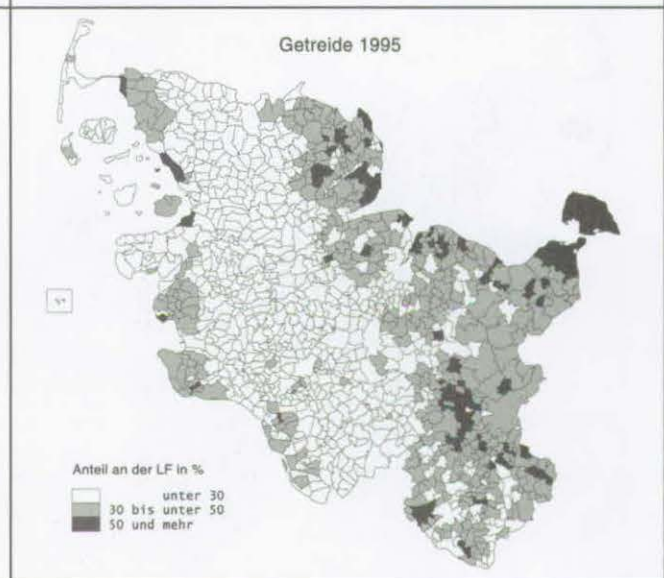 Getreide 1995
Anteil an der LF in %
unter 30
30 bis unter 50
50 und mehr